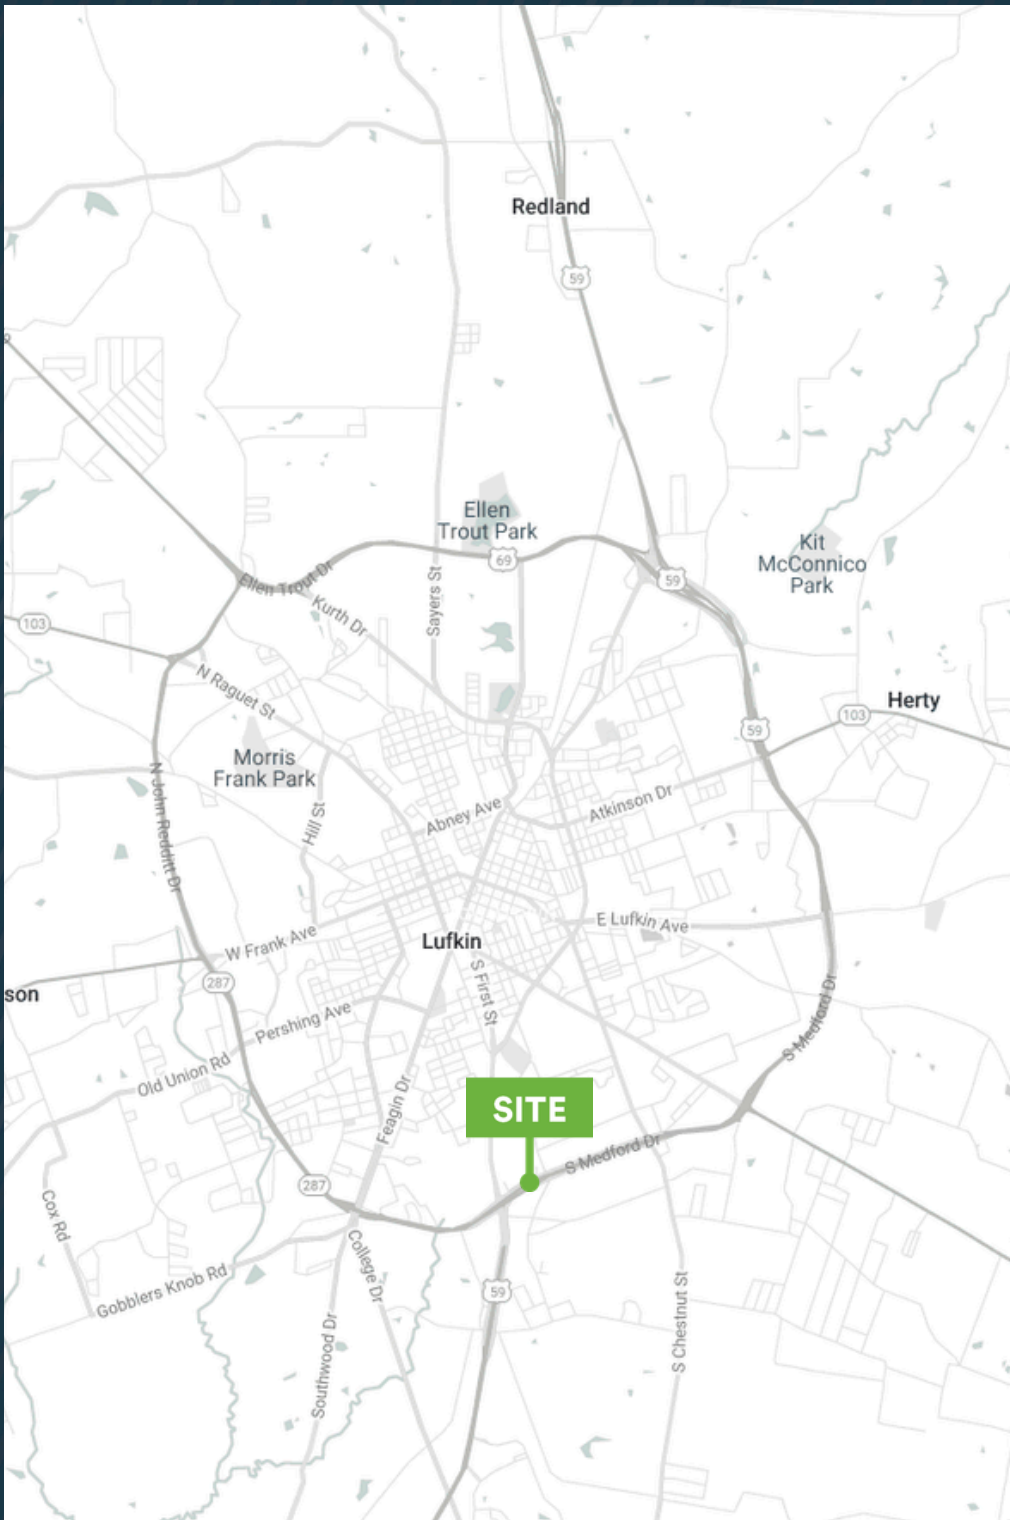 Redland
59
Ellen
Trout Park
69
Kit
McConnico
Park
59
Ellen Trout Dr
Kurth Dr
Sayers St
103
N Raguet St
Herty
103
59
Morris
Frank Park
N John Redditt Dr
Hill St
Abney Ave
Atkinson Dr
E Lufkin Ave
W Frank Ave
Lufkin
son
287
S First St
S Medford Dr
Pershing Ave
Old Union Rd
Feagin Dr
SITE
S Medford Dr
287
Cox Rd
College Dr
Gobblers Knob Rd
59
Southwood Dr
S Chestnut St